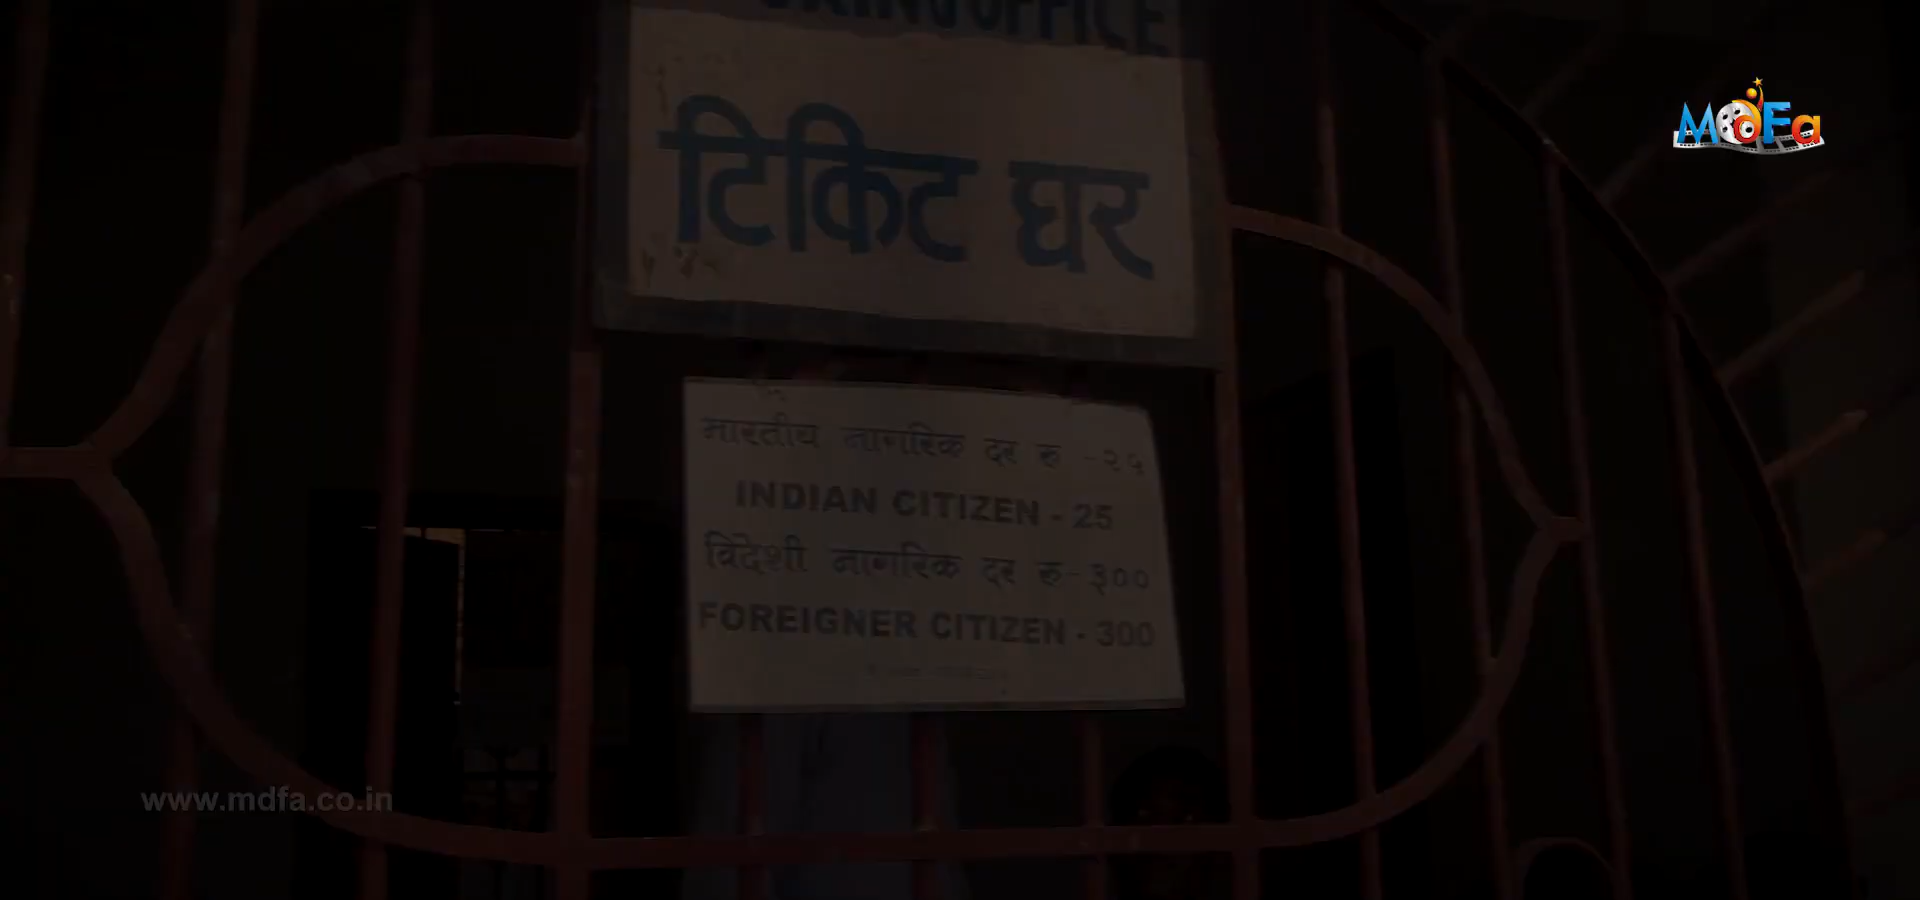 OFFICE
MdFa
टिकिट घर
भारतीय नागरिक दर रु -२५
INDIAN CITIZEN - 25
विदेशी नागरिक दर रु-३००
FOREIGNER CITIZEN - 300
www.mdfa.co.in